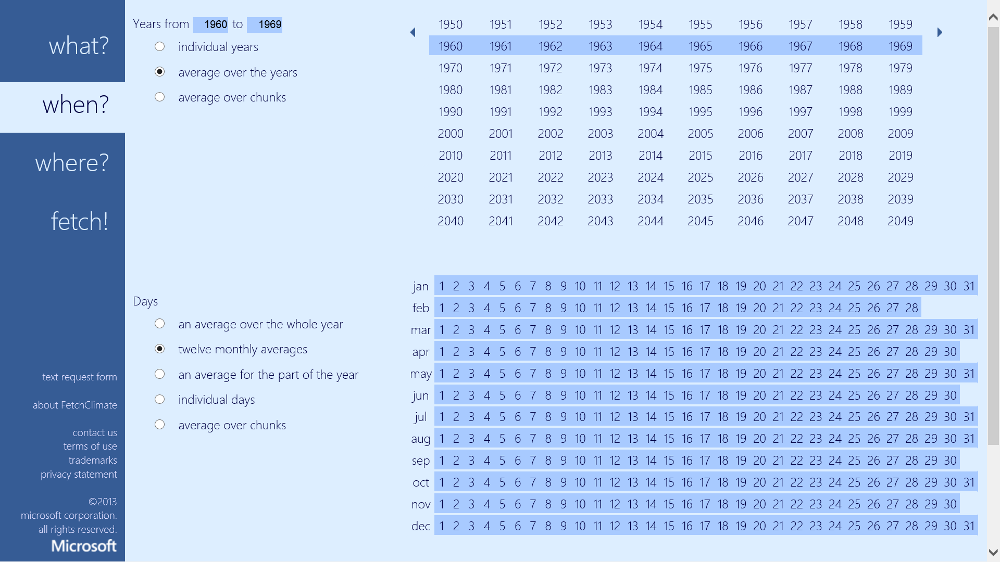 what?
when?
where?
fetch!
text request form
about FetchClimate
contact us
terms of use
trademarks
privacy statement
©2013
microsoft corporation.
all rights reserved.
Microsoft
Years from 1960 to 1969
individual years
average over the years
average over chunks
1950 1951 1952 1953 1954 1955 1956 1957 1958 1959
1960 1961 1962 1963 1964 1965 1966 1967 1968 1969
1970 1971 1972 1973 1974 1975 1976 1977 1978 1979
1980 1981 1982 1983 1984 1985 1986 1987 1988 1989
1990 1991 1992 1993 1994 1995 1996 1997 1998 1999
2000 2001 2002 2003 2004 2005 2006 2007 2008 2009
2010 2011 2012 2013 2014 2015 2016 2017 2018 2019
2020 2021 2022 2023 2024 2025 2026 2027 2028 2029
2030 2031 2032 2033 2034 2035 2036 2037 2038 2039
2040 2041 2042 2043 2044 2045 2046 2047 2048 2049
Days
an average over the whole year
twelve monthly averages
an average for the part of the year
individual days
average over chunks
jan 1 2 3 4 5 6 7 8 9 10 11 12 13 14 15 16 17 18 19 20 21 22 23 24 25 26 27 28 29 30 31
feb 1 2 3 4 5 6 7 8 9 10 11 12 13 14 15 16 17 18 19 20 21 22 23 24 25 26 27 28
mar 1 2 3 4 5 6 7 8 9 10 11 12 13 14 15 16 17 18 19 20 21 22 23 24 25 26 27 28 29 30 31
apr 1 2 3 4 5 6 7 8 9 10 11 12 13 14 15 16 17 18 19 20 21 22 23 24 25 26 27 28 29 30
may 1 2 3 4 5 6 7 8 9 10 11 12 13 14 15 16 17 18 19 20 21 22 23 24 25 26 27 28 29 30 31
jun 1 2 3 4 5 6 7 8 9 10 11 12 13 14 15 16 17 18 19 20 21 22 23 24 25 26 27 28 29 30
jul 1 2 3 4 5 6 7 8 9 10 11 12 13 14 15 16 17 18 19 20 21 22 23 24 25 26 27 28 29 30 31
aug 1 2 3 4 5 6 7 8 9 10 11 12 13 14 15 16 17 18 19 20 21 22 23 24 25 26 27 28 29 30 31
sep 1 2 3 4 5 6 7 8 9 10 11 12 13 14 15 16 17 18 19 20 21 22 23 24 25 26 27 28 29 30
oct 1 2 3 4 5 6 7 8 9 10 11 12 13 14 15 16 17 18 19 20 21 22 23 24 25 26 27 28 29 30 31
nov 1 2 3 4 5 6 7 8 9 10 11 12 13 14 15 16 17 18 19 20 21 22 23 24 25 26 27 28 29 30
dec 1 2 3 4 5 6 7 8 9 10 11 12 13 14 15 16 17 18 19 20 21 22 23 24 25 26 27 28 29 30 31